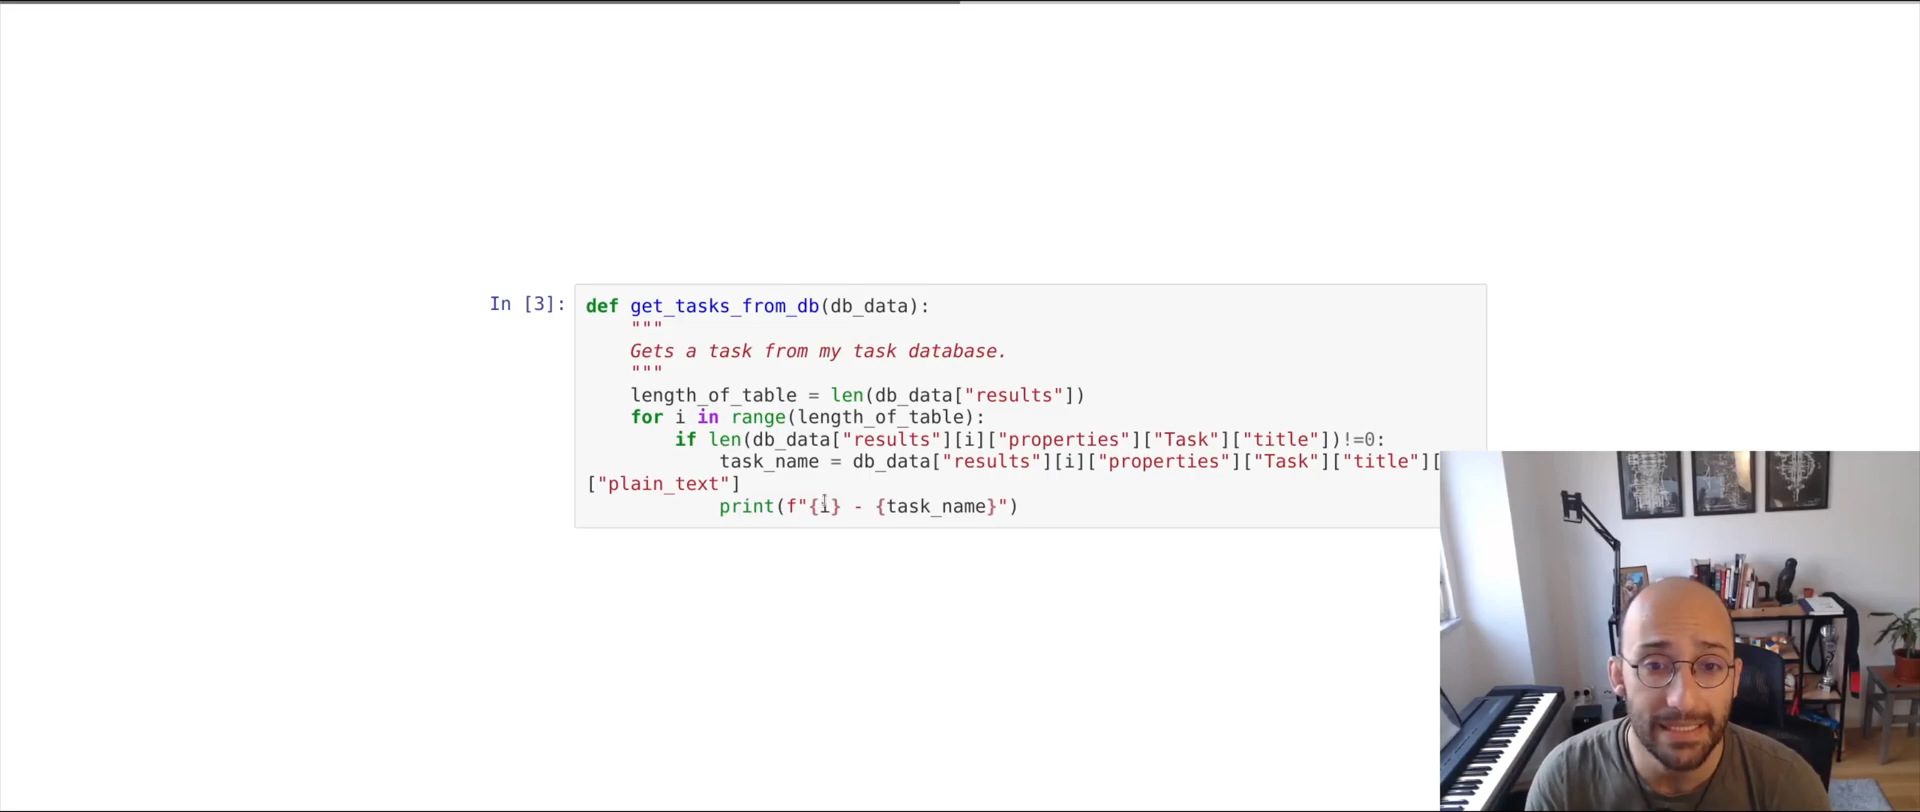 In [3]:
def get_tasks_from_db(db_data):
"""
Gets a task from my task database.
"""
length_of_table = len(db_data["results"])
for i in range(length_of_table):
if len(db_data["results"][i]["properties"]["Task"]["title"])!=0:
task_name = db_data["results"][i]["properties"]["Task"]["title"][
["plain_text"]
print(f"{i} - {task_name}")